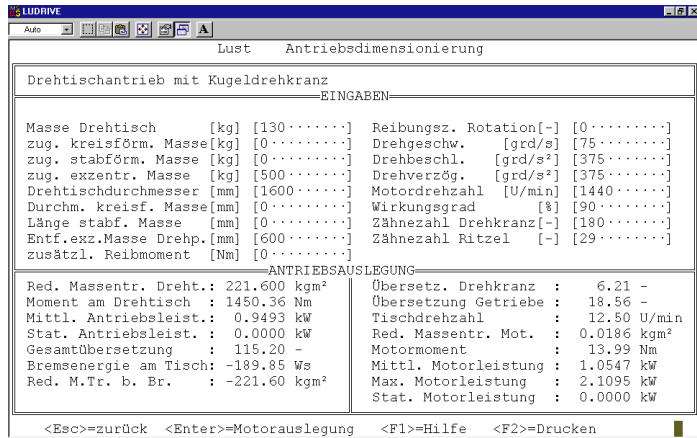 LUDRIVE
Auto A
Lust Antriebsdimensionierung
Drehtischantrieb mit Kugeldrehkranz
EINGABEN
Masse Drehtisch [kg] [130·······] Reibungsz. Rotation[-] [0·········]
zug. kreisförm. Masse[kg] [0·········] Drehgeschw. [grd/s] [75········]
zug. stabförm. Masse [kg] [0·········] Drehbeschl. [grd/s²] [375·······]
zug. exzentr. Masse [kg] [500·······] Drehverzög. [grd/s²] [375·······]
Drehtischdurchmesser [mm] [1600······] Motordrehzahl [U/min] [1440······]
Durchm. kreisf. Masse[mm] [0·········] Wirkungsgrad [%] [90········]
Länge stabf. Masse [mm] [0·········] Zähnezahl Drehkranz[-] [180·······]
Entf.exz.Masse Drehp.[mm] [600·······] Zähnezahl Ritzel [-] [29········]
zusätzl. Reibmoment [Nm] [0·········]
ANTRIEBSAUSLEGUNG
Red. Massentr. Dreht.: 221.600 kgm² Übersetz. Drehkranz : 6.21 -
Moment am Drehtisch : 1450.36 Nm Übersetzung Getriebe : 18.56 -
Mittl. Antriebsleist.: 0.9493 kW Tischdrehzahl : 12.50 U/min
Stat. Antriebsleist. : 0.0000 kW Red. Massentr. Mot. : 0.0186 kgm²
Gesamtübersetzung : 115.20 - Motormoment : 13.99 Nm
Bremsenergie am Tisch: -189.85 Ws Mittl. Motorleistung : 1.0547 kW
Red. M.Tr. b. Br. : -221.60 kgm² Max. Motorleistung : 2.1095 kW
Stat. Motorleistung : 0.0000 kW
<Esc>=zurück <Enter>=Motorauslegung <F1>=Hilfe <F2>=Drucken